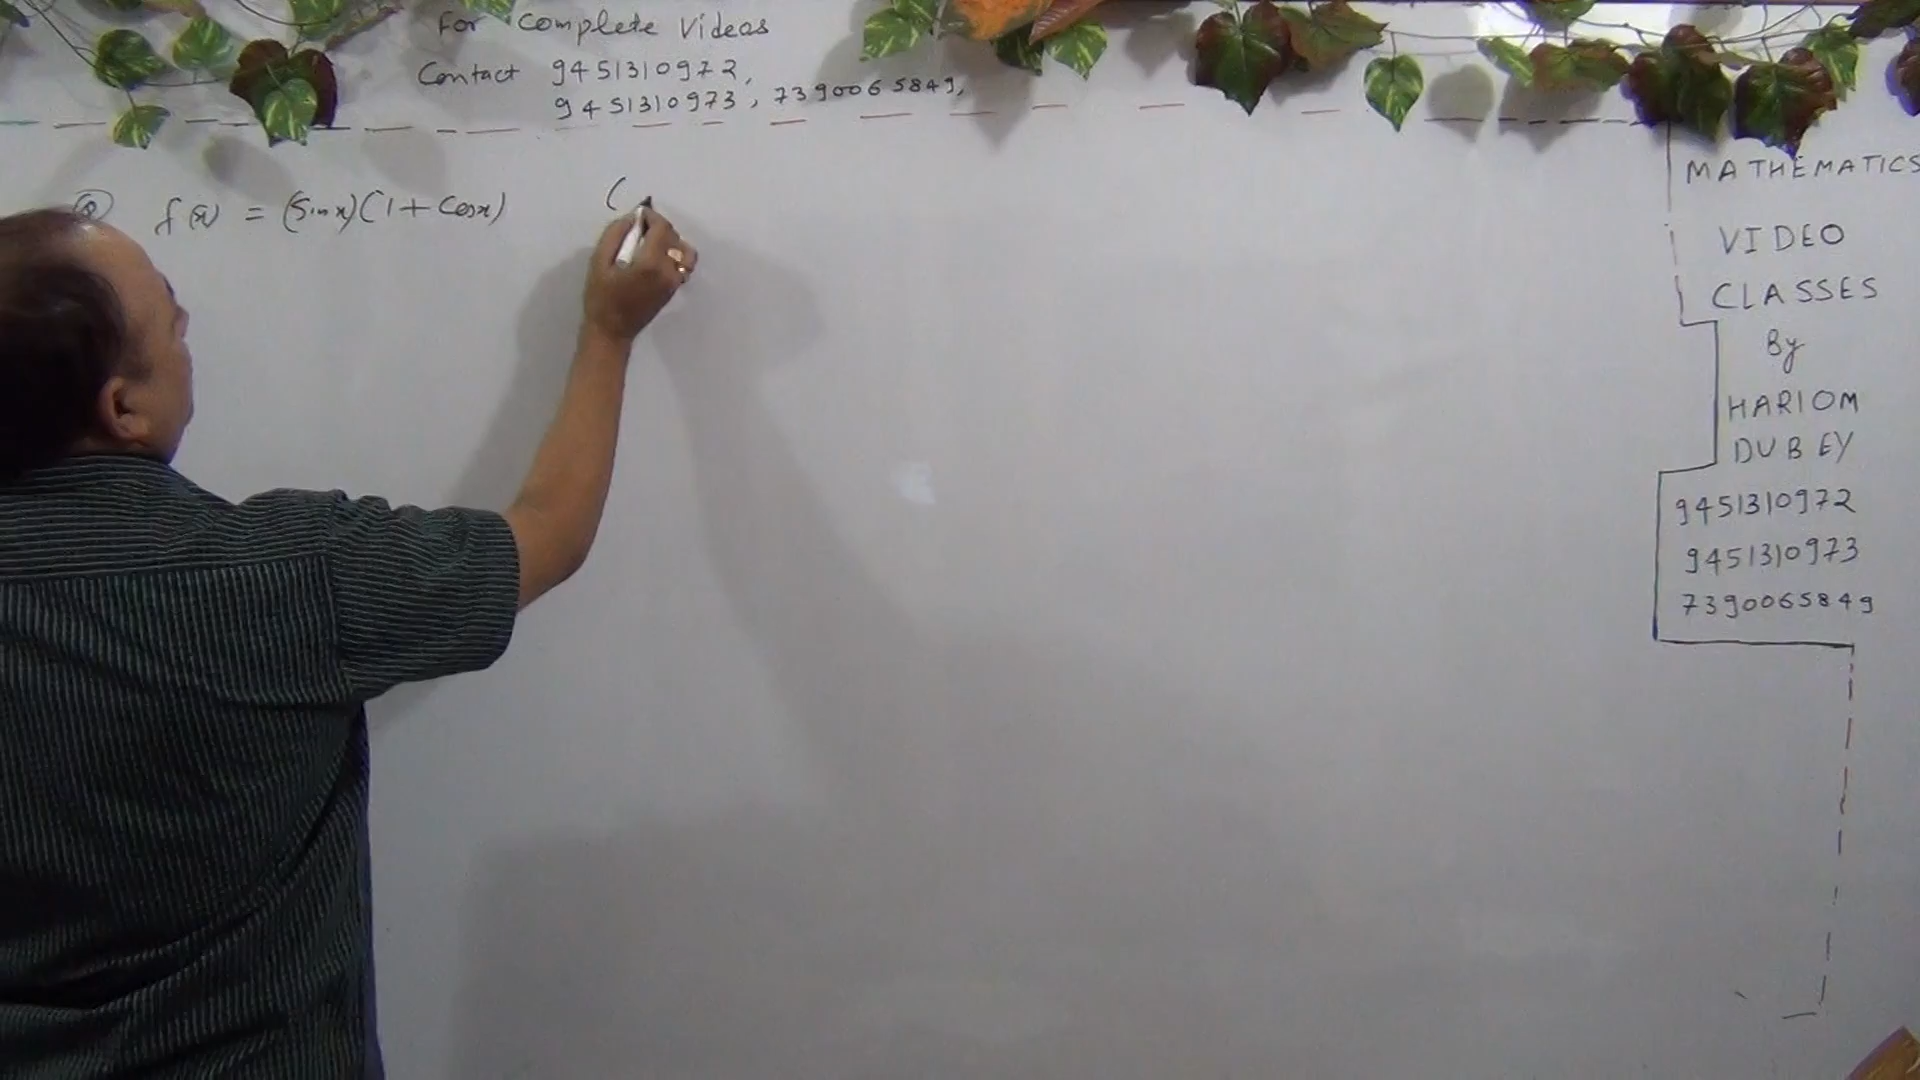 For Complete Videos
Contact 9451310972,
9451310973, 7390065849,
Q f(x) = (Sin x)(1 + Cos x) (
MATHEMATICS
VIDEO
CLASSES
By
HARIOM
DUBEY
9451310972
9451310973
7390065849